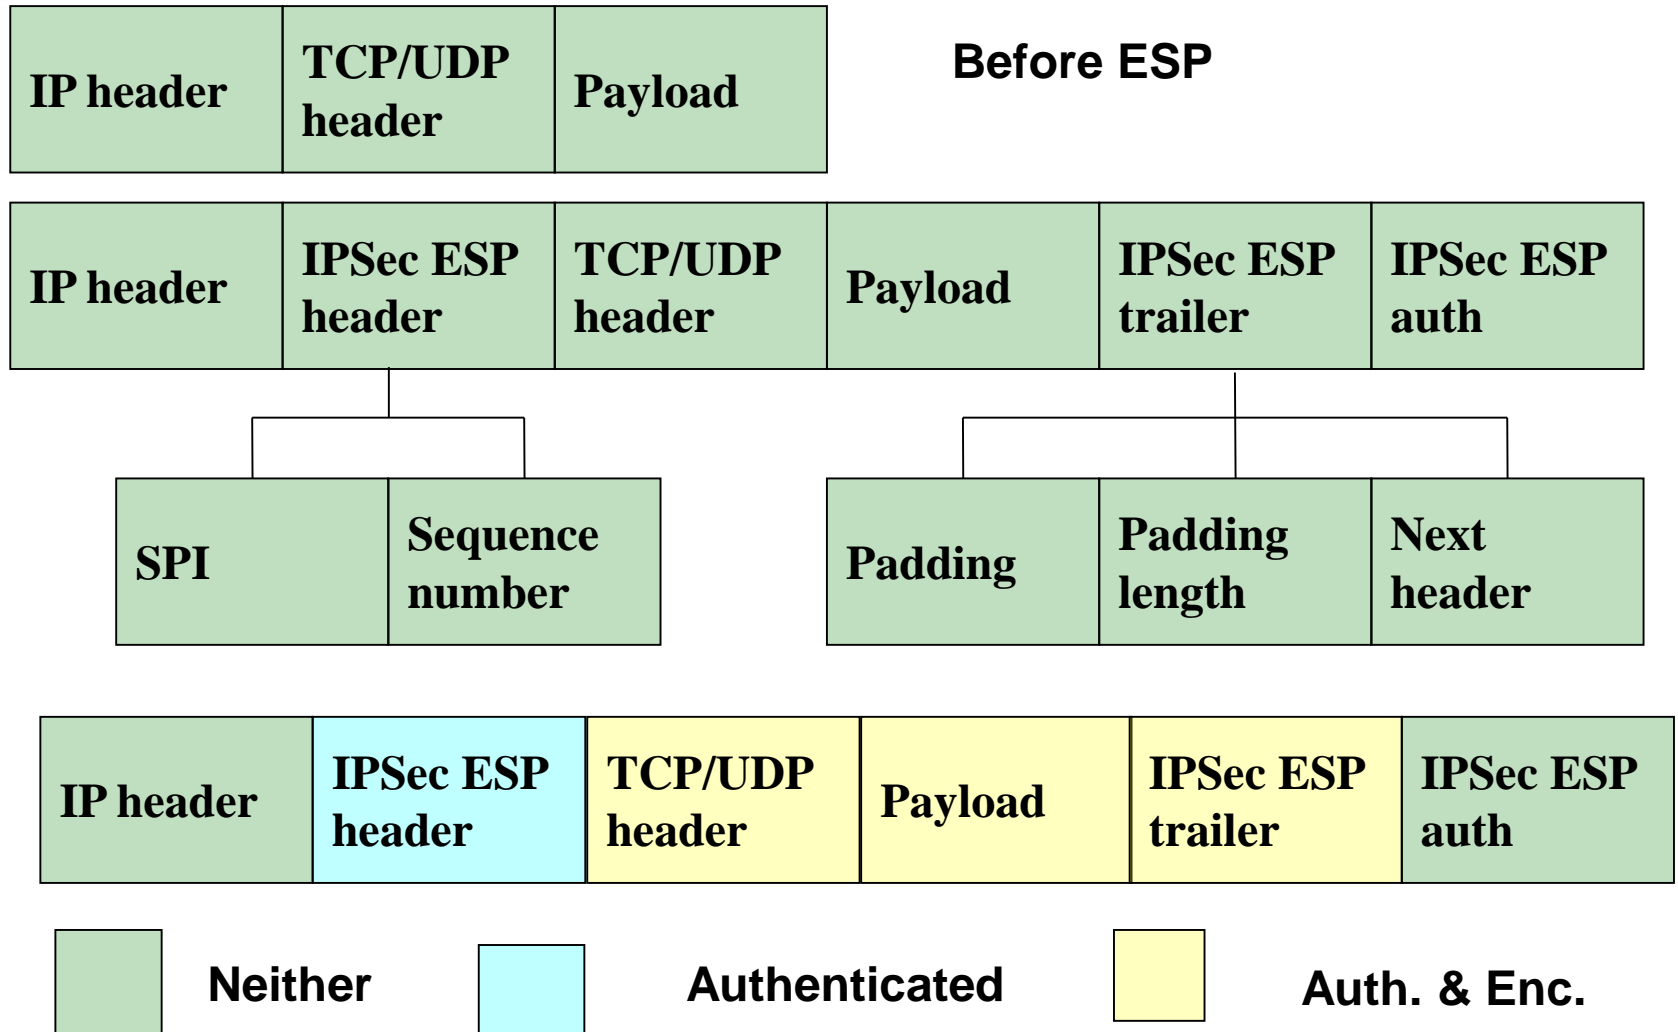 IP header
TCP/UDP
header
Payload
Before ESP
IP header
IPSec ESP
header
TCP/UDP
header
Payload
IPSec ESP
trailer
IPSec ESP
auth
SPI
Sequence
number
Padding
Padding
length
Next
header
IP header
IPSec ESP
header
TCP/UDP
header
Payload
IPSec ESP
trailer
IPSec ESP
auth
Neither
Authenticated
Auth. & Enc.